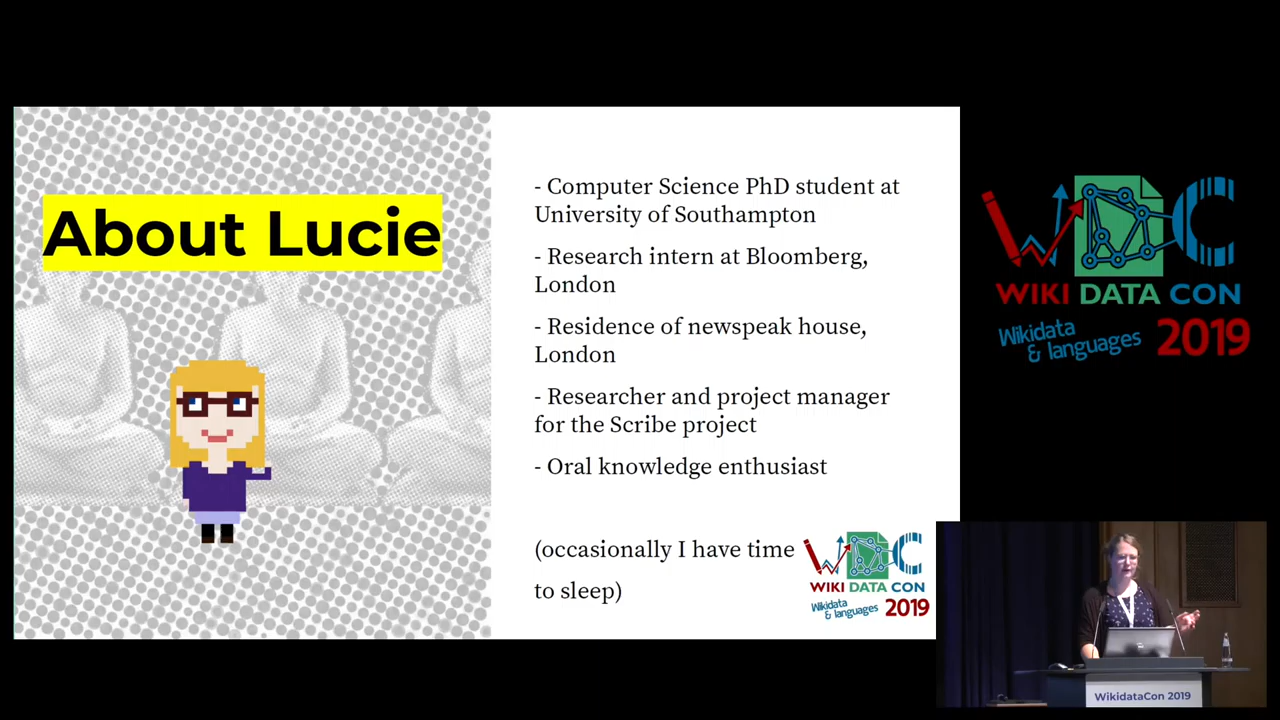 About Lucie
- Computer Science PhD student at
University of Southampton
- Research intern at Bloomberg,
London
- Residence of newspeak house,
London
- Researcher and project manager
for the Scribe project
- Oral knowledge enthusiast
(occasionally I have time
to sleep)
WDC
WIKI DATA CON
Wikidata
& languages 2019
WDC
WIKI DATA CON
Wikidata
& languages 2019
WikidataCon 2019